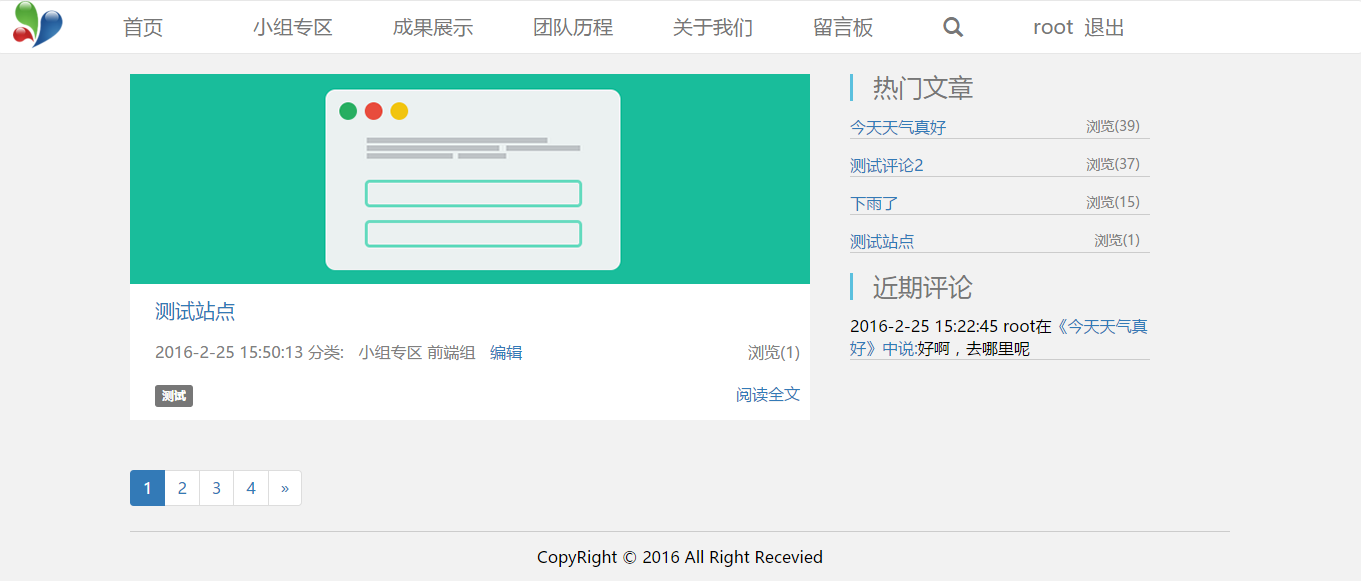 首页 小组专区 成果展示 团队历程 关于我们 留言板 root 退出
测试站点
2016-2-25 15:50:13 分类: 小组专区 前端组 编辑 浏览(1)
测试 阅读全文
1 2 3 4 »
热门文章
今天天气真好 浏览(39)
测试评论2 浏览(37)
下雨了 浏览(15)
测试站点 浏览(1)
近期评论
2016-2-25 15:22:45 root在《今天天气真
好》中说:好啊，去哪里呢
CopyRight © 2016 All Right Recevied